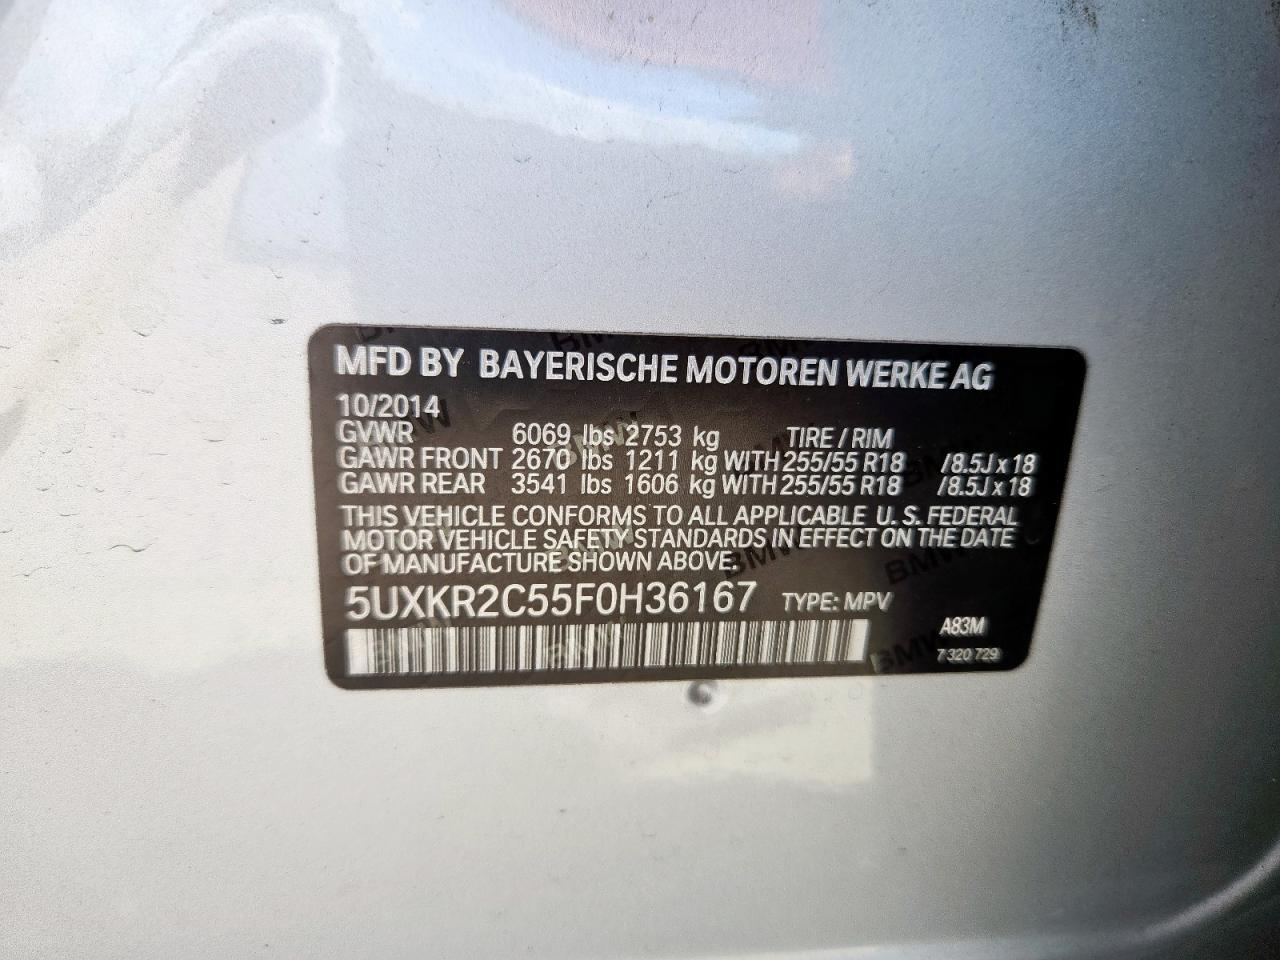 MFD BY BAYERISCHE MOTOREN WERKE AG
10/2014
GVWR 6069 lbs 2753 kg TIRE / RIM
GAWR FRONT 2670 lbs 1211 kg WITH 255/55 R18 /8.5J x 18
GAWR REAR 3541 lbs 1606 kg WITH 255/55 R18 /8.5J x 18
THIS VEHICLE CONFORMS TO ALL APPLICABLE U. S. FEDERAL
MOTOR VEHICLE SAFETY STANDARDS IN EFFECT ON THE DATE
OF MANUFACTURE SHOWN ABOVE.
5UXKR2C55F0H36167 TYPE: MPV
A83M
7 320 729